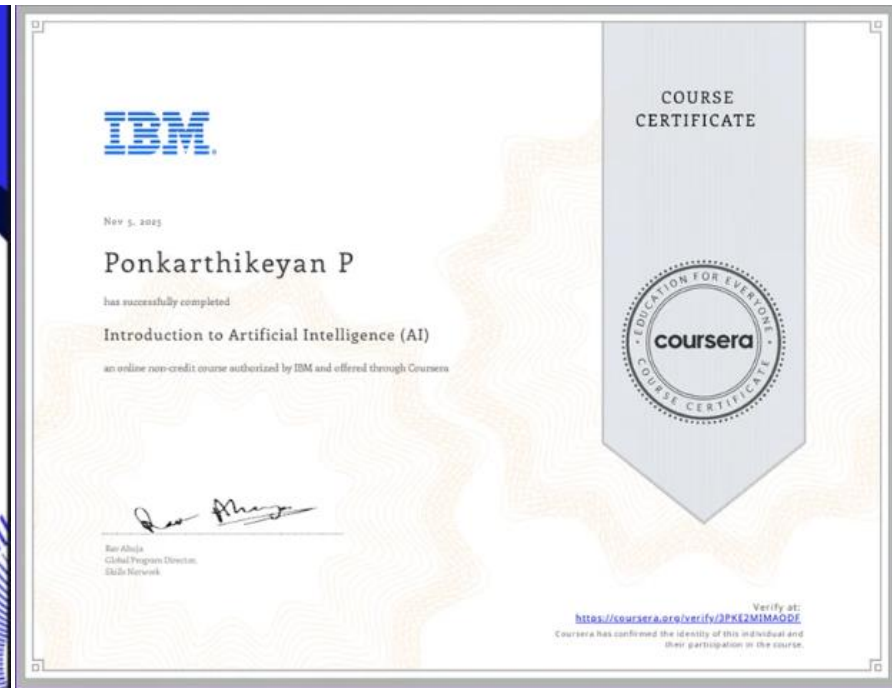 COURSE
CERTIFICATE
IBM.
Nov 5, 2025
Ponkarthikeyan P
has successfully completed
Introduction to Artificial Intelligence (AI)
an online non-credit course authorized by IBM and offered through Coursera
EDUCATION FOR EVERYONE
coursera
COURSE CERTIFICATE
Rav Ahuja
Global Program Director,
Skills Network
Verify at:
https://coursera.org/verify/3PKE2MIMAODF
Coursera has confirmed the identity of this individual and
their participation in the course.